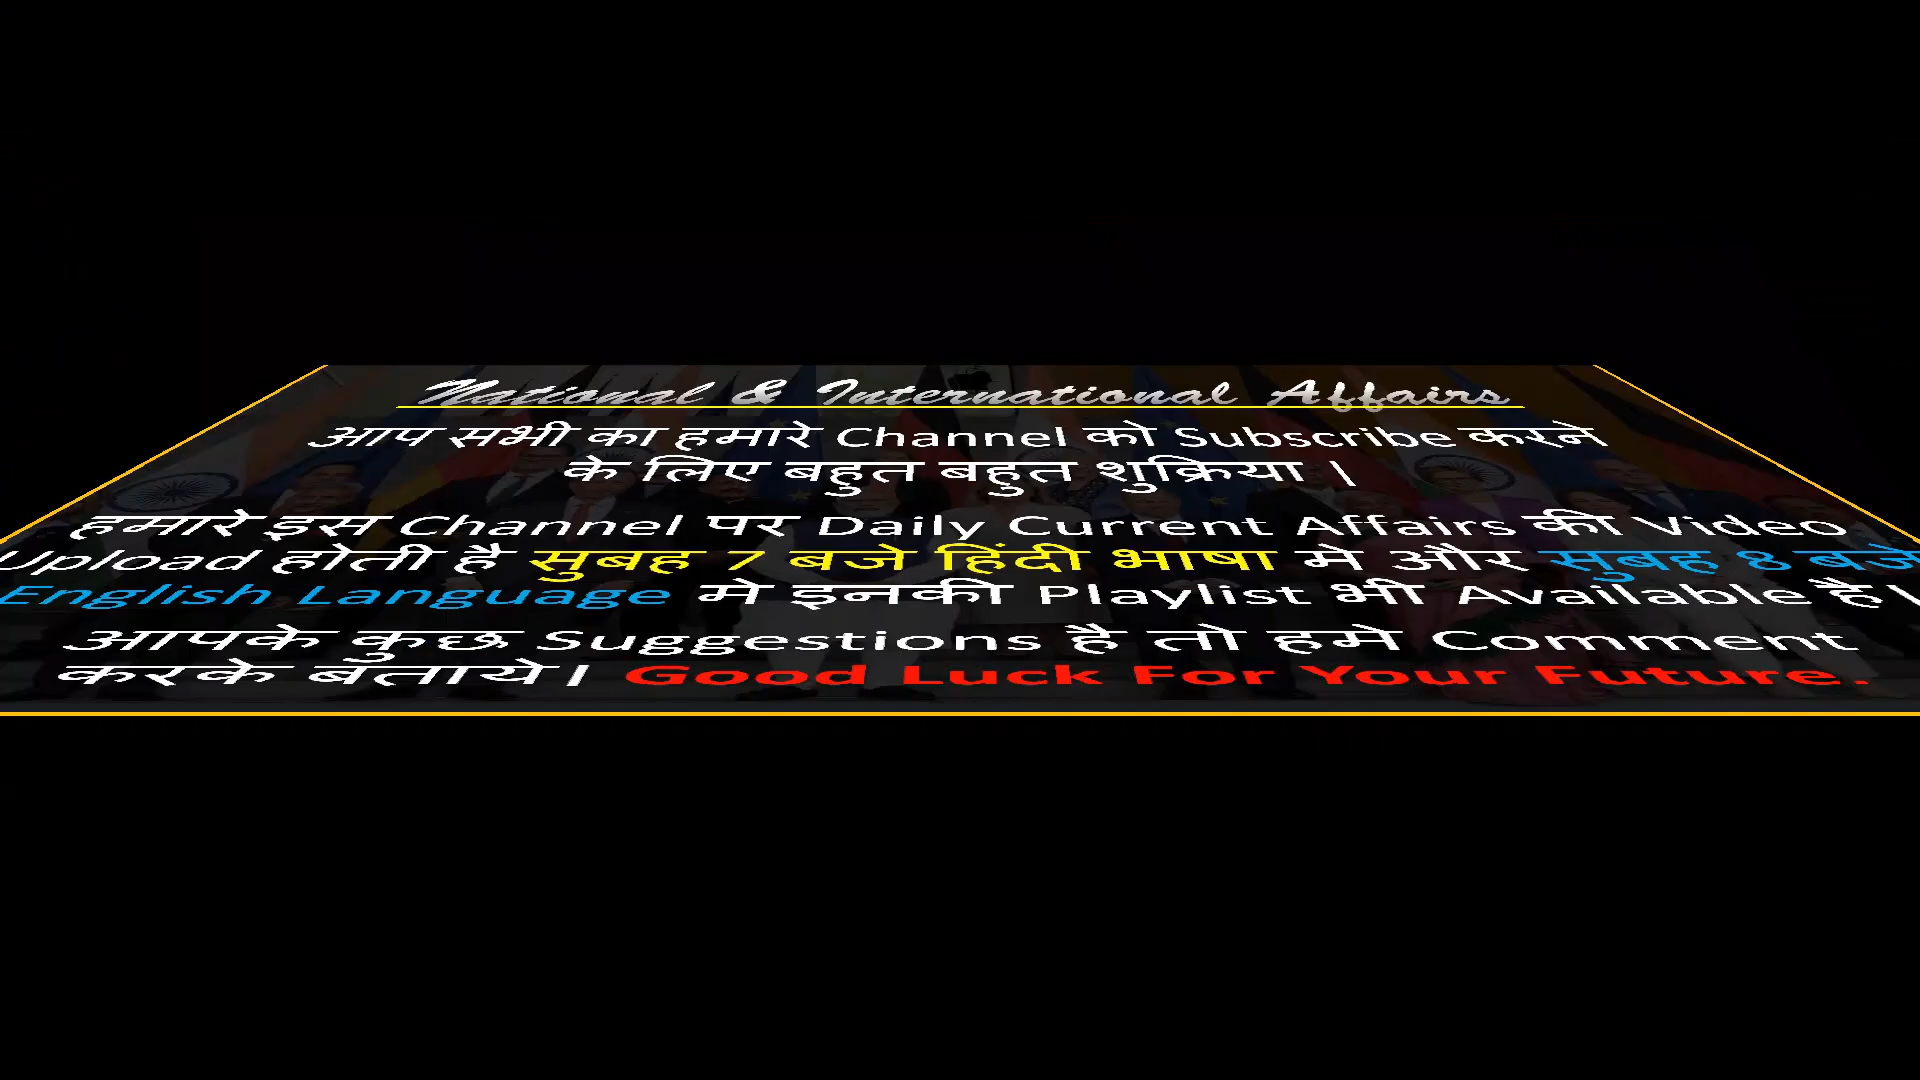 National & International Affairs
आप सभी का हमारे Channel को Subscribe करने
के लिए बहुत बहुत शुक्रिया |
हमारे इस Channel पर Daily Current Affairs की Video
Upload होती है सुबह 7 बजे हिंदी भाषा मे और सुबह 8 बजे
English Language मे इनकी Playlist भी Available है|
आपके कुछ Suggestions है तो हमे Comment
करके बताये| Good Luck For Your Future.